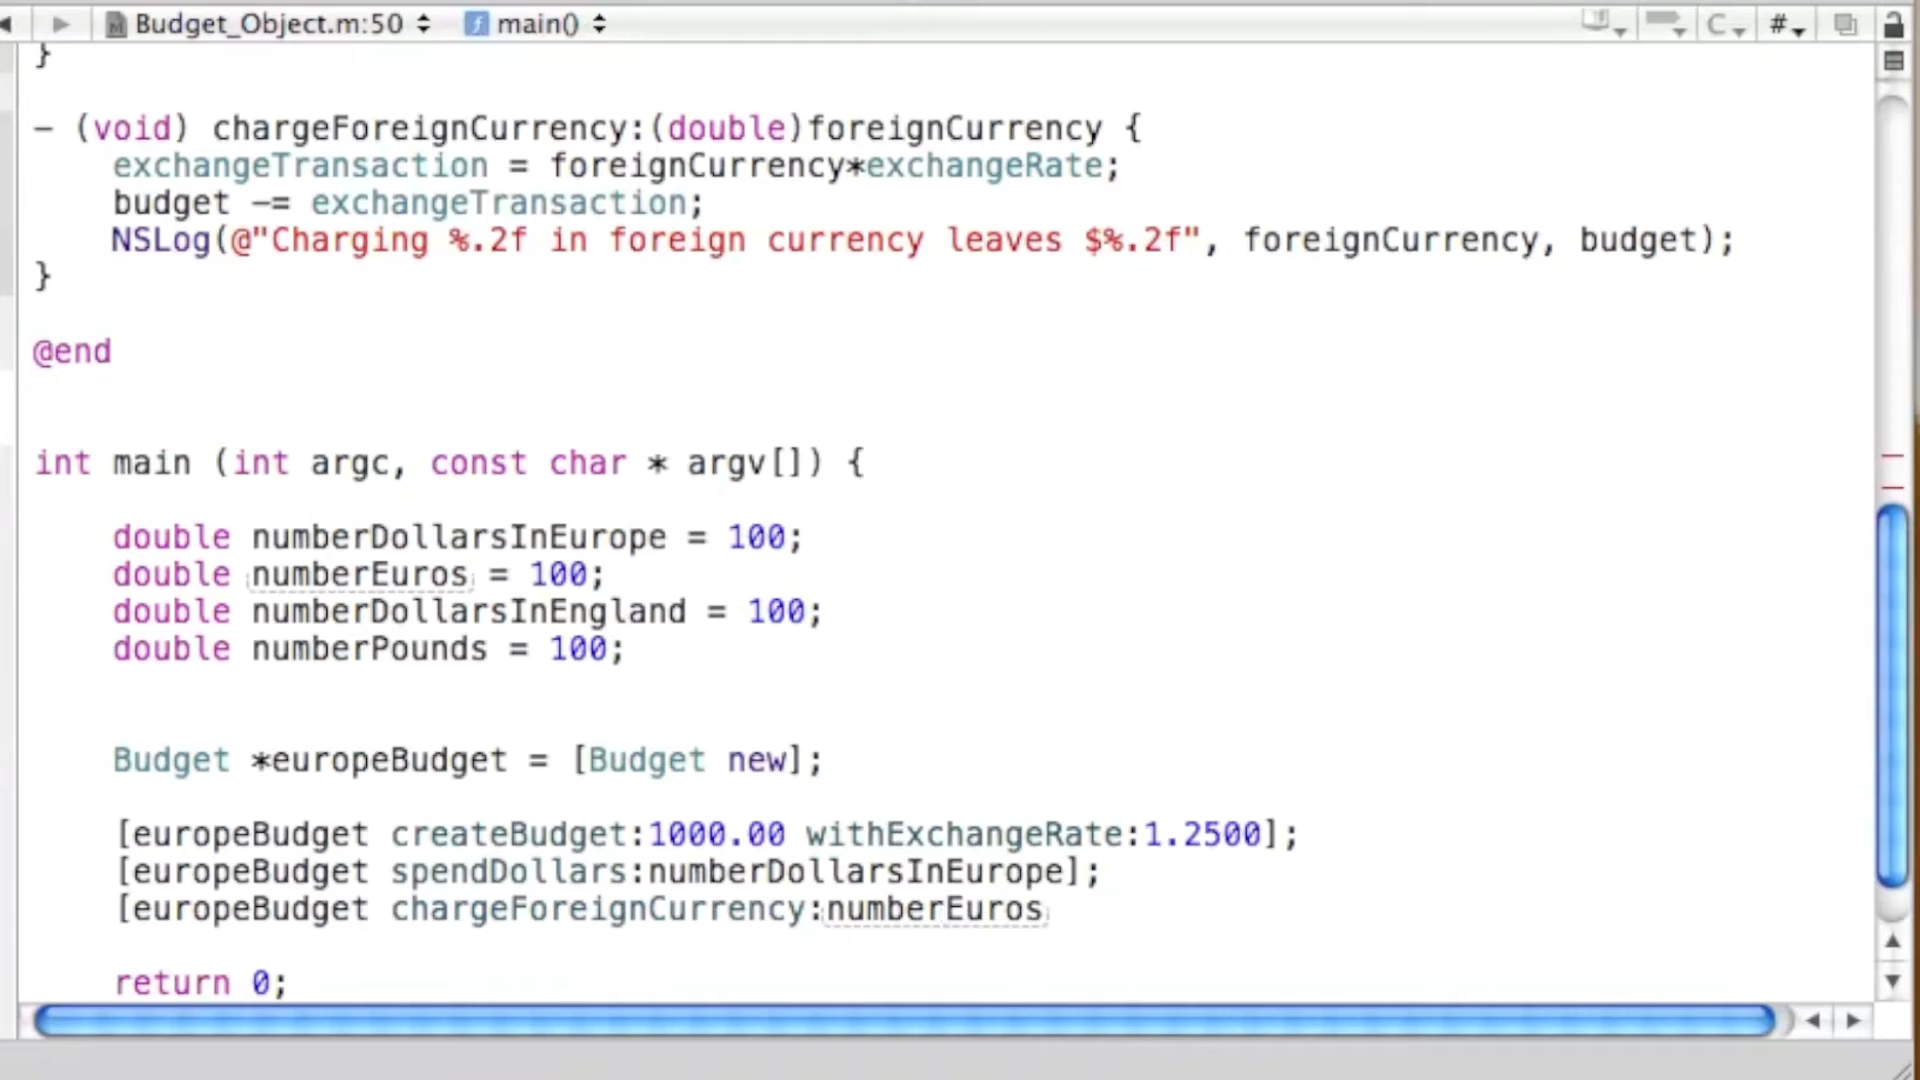 Budget_Object.m:50 main() C #
}
- (void) chargeForeignCurrency:(double)foreignCurrency {
exchangeTransaction = foreignCurrency*exchangeRate;
budget -= exchangeTransaction;
NSLog(@"Charging %.2f in foreign currency leaves $%.2f", foreignCurrency, budget);
}
@end
int main (int argc, const char * argv[]) {
double numberDollarsInEurope = 100;
double numberEuros = 100;
double numberDollarsInEngland = 100;
double numberPounds = 100;
Budget *europeBudget = [Budget new];
[europeBudget createBudget:1000.00 withExchangeRate:1.2500];
[europeBudget spendDollars:numberDollarsInEurope];
[europeBudget chargeForeignCurrency:numberEuros
return 0;